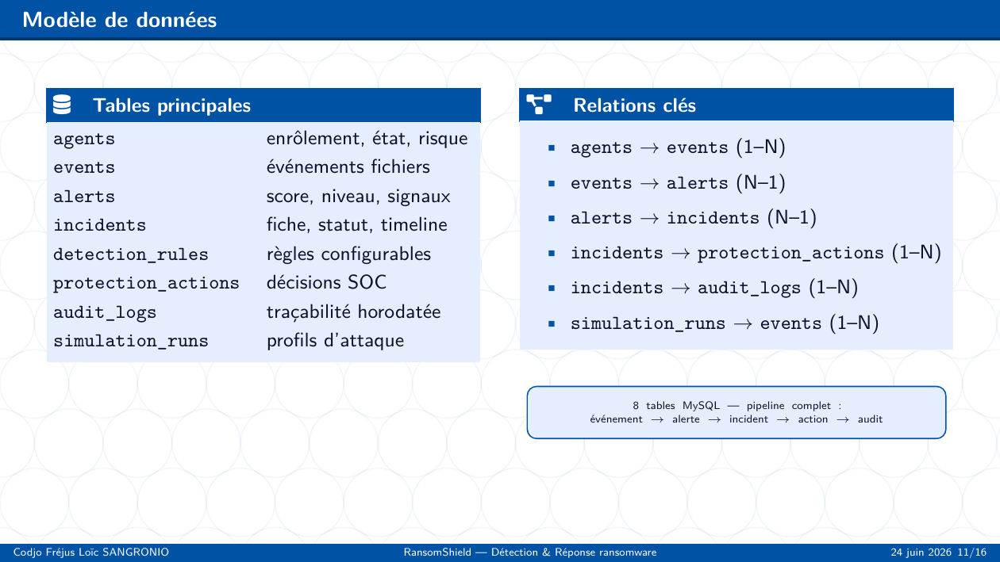 Modèle de données
Tables principales
agents enrôlement, état, risque
events événements fichiers
alerts score, niveau, signaux
incidents fiche, statut, timeline
detection_rules règles configurables
protection_actions décisions SOC
audit_logs traçabilité horodatée
simulation_runs profils d'attaque
Relations clés
▪ agents → events (1–N)
▪ events → alerts (N–1)
▪ alerts → incidents (N–1)
▪ incidents → protection_actions (1–N)
▪ incidents → audit_logs (1–N)
▪ simulation_runs → events (1–N)
8 tables MySQL — pipeline complet :
événement → alerte → incident → action → audit
Codjo Fréjus Loïc SANGRONIO RansomShield — Détection & Réponse ransomware 24 juin 2026 11/16